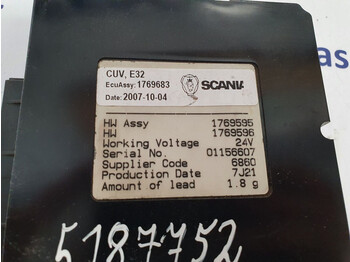 CUV, E32
EcuAssy: 1769683
SCANIA
Date: 2007-10-04
HW Assy 1769595
HW 1769596
Working Voltage 24V
Serial No. 01156607
Supplier Code 6860
Production Date 7J21
Amount of lead 1.8 g
5187752